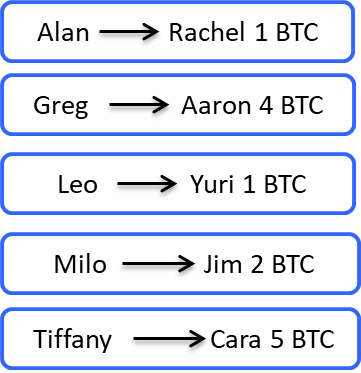 Alan Rachel 1 BTC
Greg Aaron 4 BTC
Leo Yuri 1 BTC
Milo Jim 2 BTC
Tiffany Cara 5 BTC